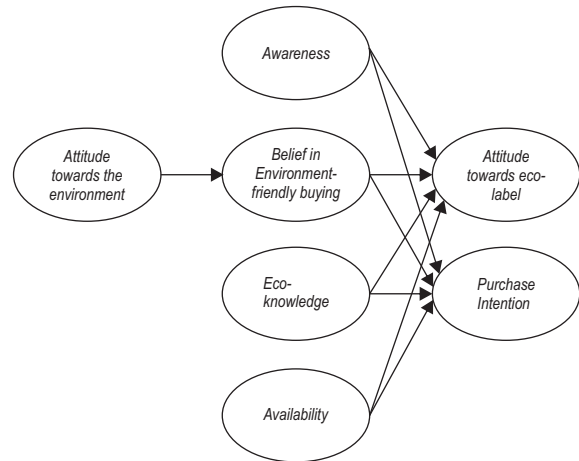 Awareness
Attitude
towards the
environment
Belief in
Environment-
friendly buying
Attitude
towards eco-
label
Eco-
knowledge
Purchase
Intention
Availability